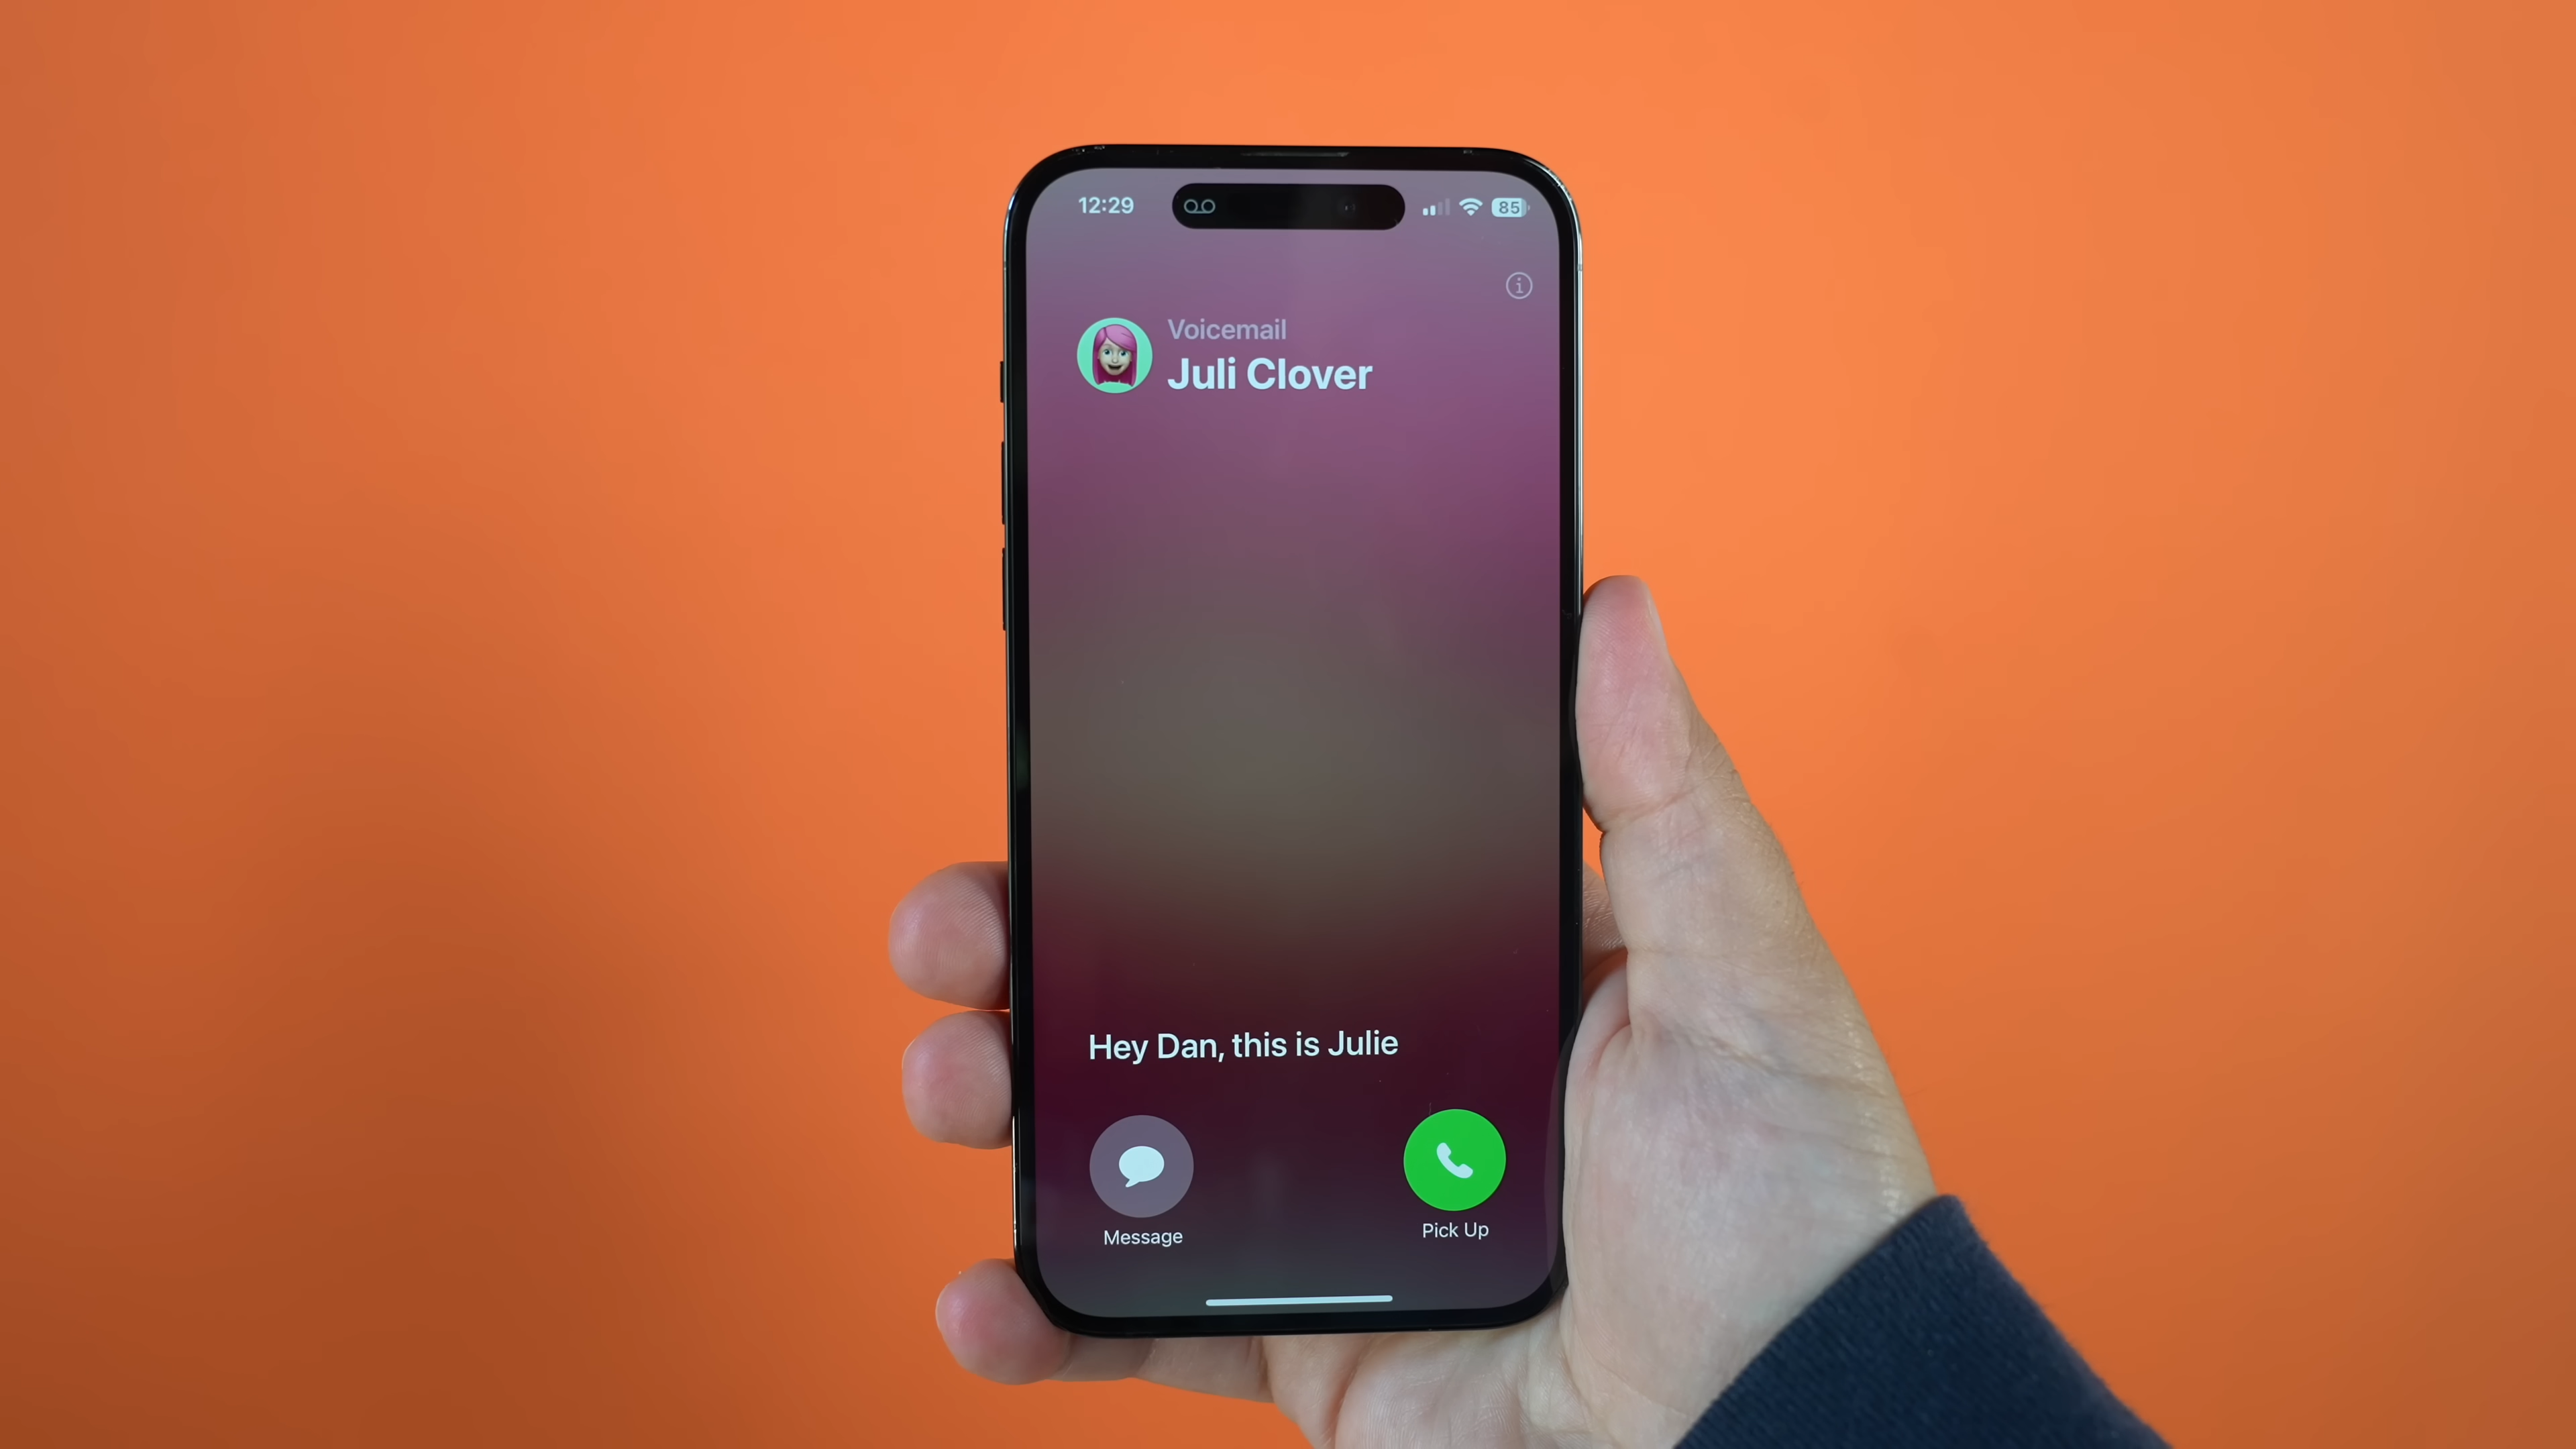 12:29
85
Voicemail
Juli Clover
Hey Dan, this is Julie
Message
Pick Up